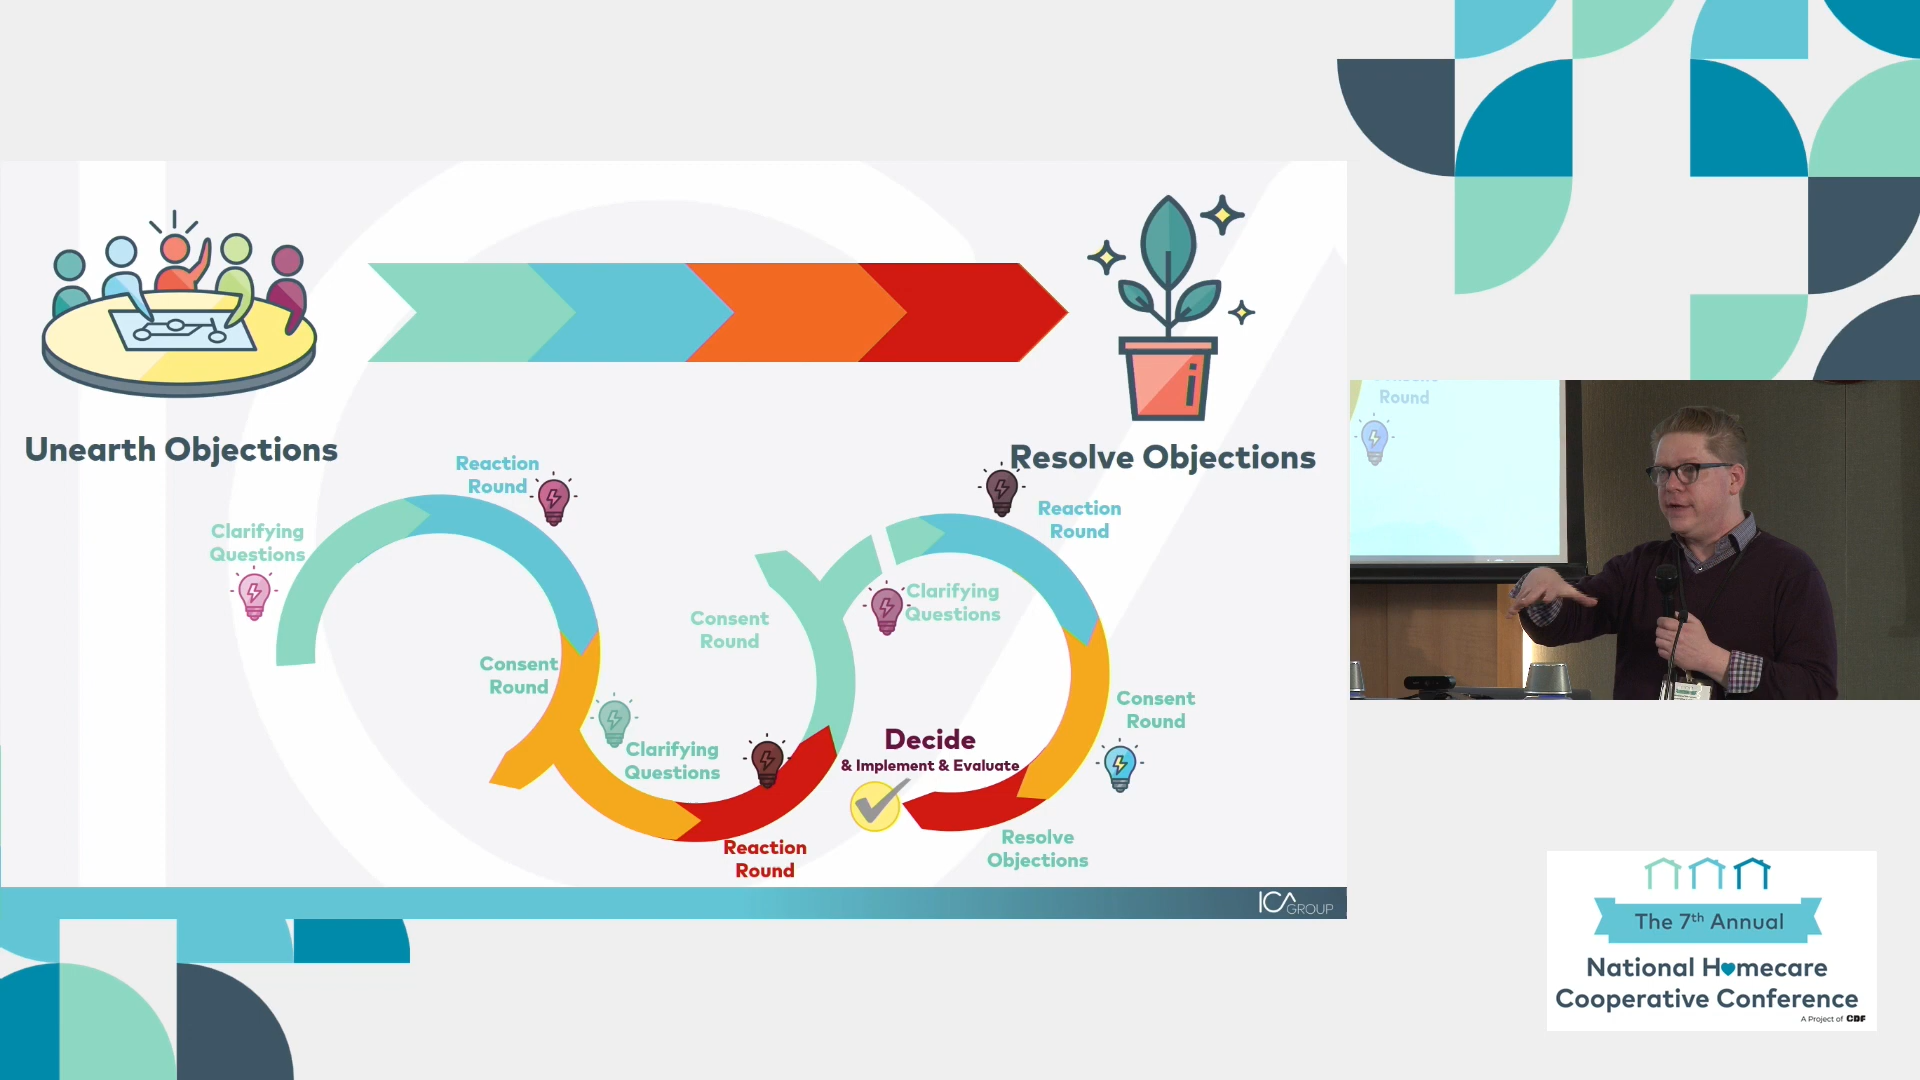 Unearth Objections
Resolve Objections
Reaction
Round
Clarifying
Questions
Consent
Round
Clarifying
Questions
Reaction
Round
Consent
Round
Clarifying
Questions
Reaction
Round
Consent
Round
Resolve
Objections
Decide
& Implement & Evaluate
i
ICA
GROUP
Round
The 7th Annual
National Homecare
Cooperative Conference
A Project of CDF